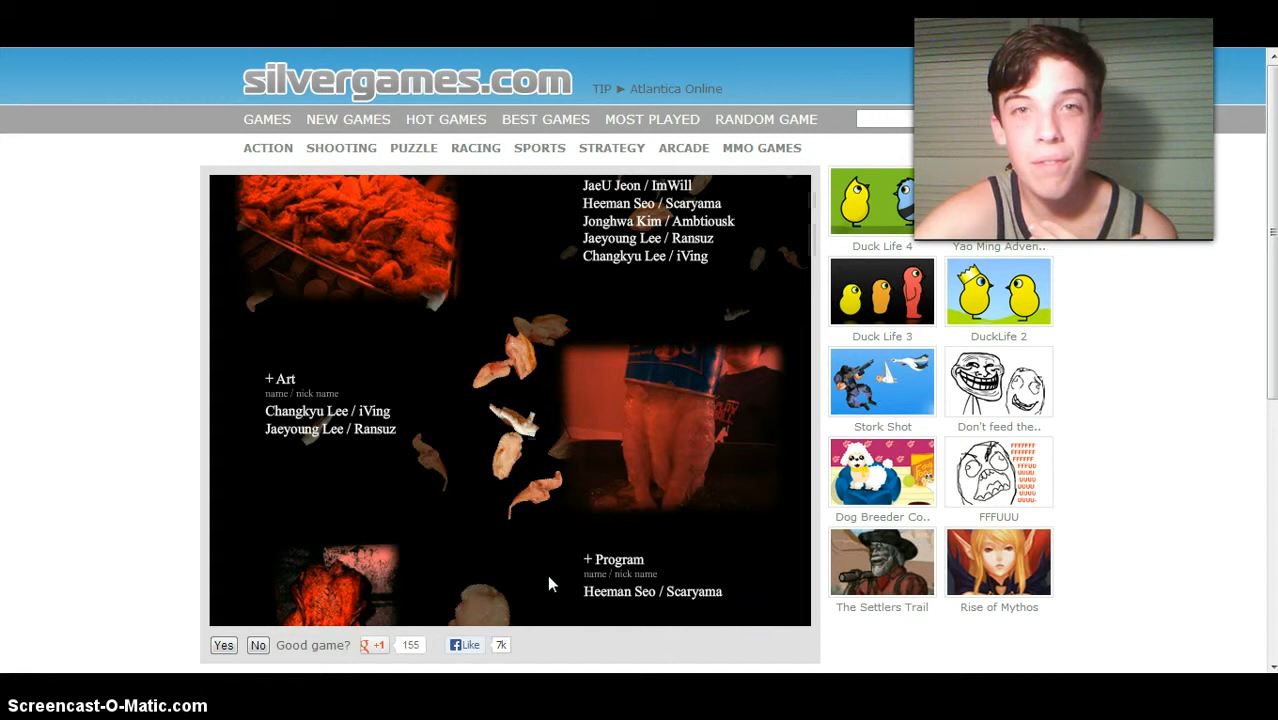 silvergames.com
TIP ► Atlantica Online
GAMES NEW GAMES HOT GAMES BEST GAMES MOST PLAYED RANDOM GAME
ACTION SHOOTING PUZZLE RACING SPORTS STRATEGY ARCADE MMO GAMES
JaeU Jeon / ImWill
Heeman Seo / Scaryama
Jonghwa Kim / Ambtiousk
Jaeyoung Lee / Ransuz
Changkyu Lee / iVing
+ Art
name / nick name
Changkyu Lee / iVing
Jaeyoung Lee / Ransuz
+ Program
name / nick name
Heeman Seo / Scaryama
Duck Life 4
Yao Ming Adven..
Duck Life 3
DuckLife 2
Stork Shot
Don't feed the..
Dog Breeder Co..
FFFUUU
The Settlers Trail
Rise of Mythos
Yes No Good game? +1 155 Like 7k
Screencast-O-Matic.com